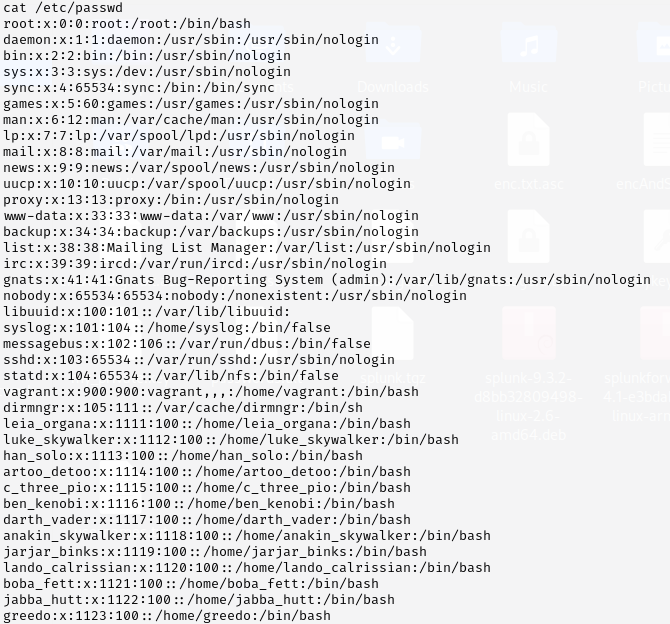 cat /etc/passwd
root:x:0:0:root:/root:/bin/bash
daemon:x:1:1:daemon:/usr/sbin:/usr/sbin/nologin
bin:x:2:2:bin:/bin:/usr/sbin/nologin
sys:x:3:3:sys:/dev:/usr/sbin/nologin
sync:x:4:65534:sync:/bin:/bin/sync
games:x:5:60:games:/usr/games:/usr/sbin/nologin
man:x:6:12:man:/var/cache/man:/usr/sbin/nologin
lp:x:7:7:lp:/var/spool/lpd:/usr/sbin/nologin
mail:x:8:8:mail:/var/mail:/usr/sbin/nologin
news:x:9:9:news:/var/spool/news:/usr/sbin/nologin
uucp:x:10:10:uucp:/var/spool/uucp:/usr/sbin/nologin
proxy:x:13:13:proxy:/bin:/usr/sbin/nologin
www-data:x:33:33:www-data:/var/www:/usr/sbin/nologin
backup:x:34:34:backup:/var/backups:/usr/sbin/nologin
list:x:38:38:Mailing List Manager:/var/list:/usr/sbin/nologin
irc:x:39:39:ircd:/var/run/ircd:/usr/sbin/nologin
gnats:x:41:41:Gnats Bug-Reporting System (admin):/var/lib/gnats:/usr/sbin/nologin
nobody:x:65534:65534:nobody:/nonexistent:/usr/sbin/nologin
libuuid:x:100:101::/var/lib/libuuid:
syslog:x:101:104::/home/syslog:/bin/false
messagebus:x:102:106::/var/run/dbus:/bin/false
sshd:x:103:65534::/var/run/sshd:/usr/sbin/nologin
statd:x:104:65534::/var/lib/nfs:/bin/false
vagrant:x:900:900:vagrant,,,:/home/vagrant:/bin/bash
dirmngr:x:105:111::/var/cache/dirmngr:/bin/sh
leia_organa:x:1111:100::/home/leia_organa:/bin/bash
luke_skywalker:x:1112:100::/home/luke_skywalker:/bin/bash
han_solo:x:1113:100::/home/han_solo:/bin/bash
artoo_detoo:x:1114:100::/home/artoo_detoo:/bin/bash
c_three_pio:x:1115:100::/home/c_three_pio:/bin/bash
ben_kenobi:x:1116:100::/home/ben_kenobi:/bin/bash
darth_vader:x:1117:100::/home/darth_vader:/bin/bash
anakin_skywalker:x:1118:100::/home/anakin_skywalker:/bin/bash
jarjar_binks:x:1119:100::/home/jarjar_binks:/bin/bash
lando_calrissian:x:1120:100::/home/lando_calrissian:/bin/bash
boba_fett:x:1121:100::/home/boba_fett:/bin/bash
jabba_hutt:x:1122:100::/home/jabba_hutt:/bin/bash
greedo:x:1123:100::/home/greedo:/bin/bash
Downloads
Music
enc.txt.asc
splunk.tgz
splunk-9.3.2-
linux-2.6-
amd64.deb